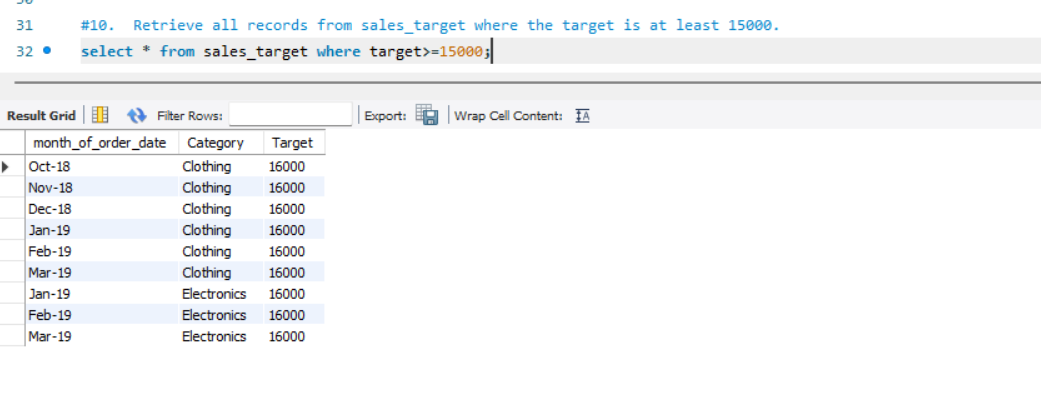 31 #10.  Retrieve all records from sales_target where the target is at least 15000.
32 select * from sales_target where target>=15000;
Result Grid Filter Rows: Export: Wrap Cell Content: IA
month_of_order_date Category Target
Oct-18 Clothing 16000
Nov-18 Clothing 16000
Dec-18 Clothing 16000
Jan-19 Clothing 16000
Feb-19 Clothing 16000
Mar-19 Clothing 16000
Jan-19 Electronics 16000
Feb-19 Electronics 16000
Mar-19 Electronics 16000